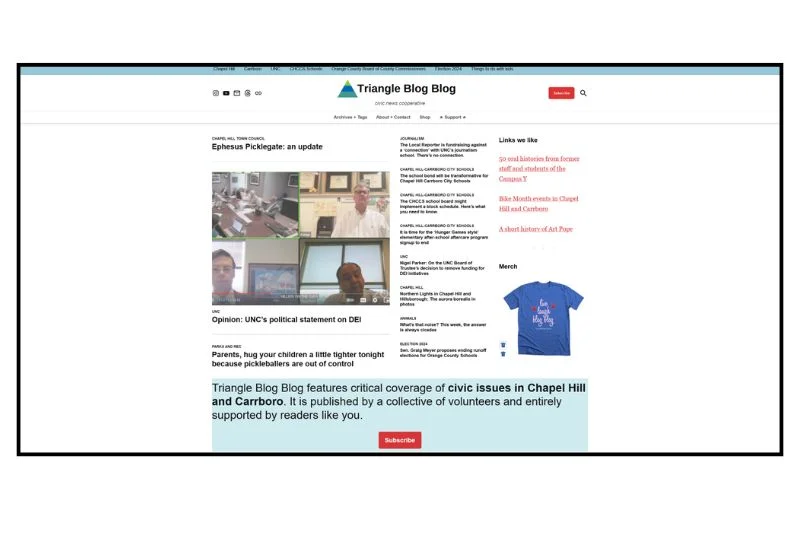 Chapel Hill Carrboro UNC CHCCS Schools Orange County Board of County Commissioners Election 2024 Things to do with kids
Triangle Blog Blog
civic news cooperative
Subscribe
Archives + Tags About + Contact Shop ★ Support ★
CHAPEL HILL TOWN COUNCIL
Ephesus Picklegate: an update
UNC
Opinion: UNC's political statement on DEI
PARKS AND REC
Parents, hug your children a little tighter tonight
because pickleballers are out of control
JOURNALISM
The Local Reporter is fundraising against
a 'connection' with UNC's journalism
school. There's no connection.
CHAPEL HILL-CARRBORO CITY SCHOOLS
The school bond will be transformative for
Chapel Hill Carrboro City Schools
CHAPEL HILL-CARRBORO CITY SCHOOLS
The CHCCS school board might
implement a block schedule. Here's what
you need to know.
CHAPEL HILL-CARRBORO CITY SCHOOLS
It is time for the 'Hunger Games style'
elementary after-school aftercare program
signup to end
UNC
Nigel Parker: On the UNC Board of
Trustee's decision to remove funding for
DEI initiatives
CHAPEL HILL
Northern Lights in Chapel Hill and
Hillsborough: The aurora borealis in
photos
ANIMALS
What's that noise? This week, the answer
is always cicadas
ELECTION 2024
Sen. Graig Meyer proposes ending runoff
elections for Orange County Schools
Links we like
50 oral histories from former
staff and students of the
Campus Y
Bike Month events in Chapel
Hill and Carrboro
A short history of Art Pope
Merch
live
laugh
blog blog
Triangle Blog Blog features critical coverage of civic issues in Chapel Hill
and Carrboro. It is published by a collective of volunteers and entirely
supported by readers like you.
Subscribe